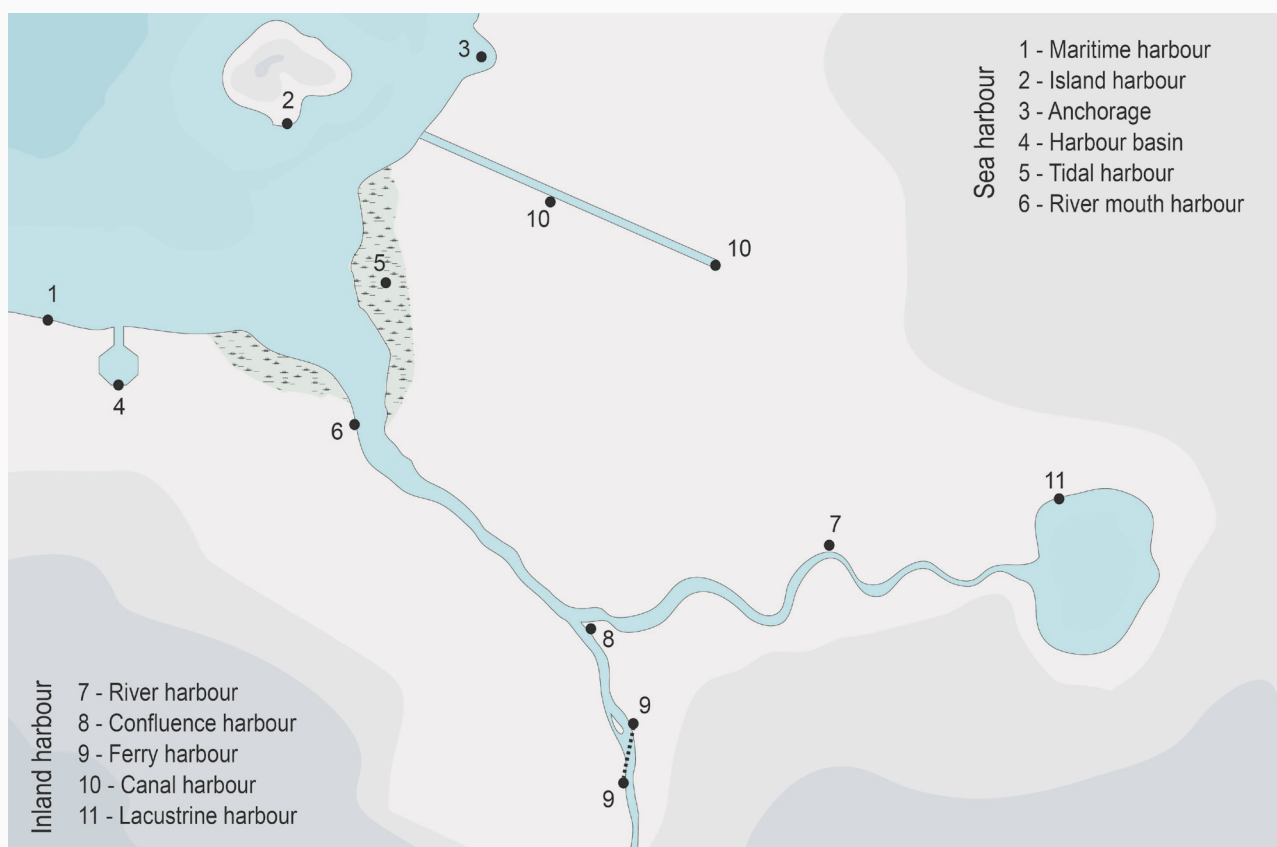 Sea harbour
1 - Maritime harbour
2 - Island harbour
3 - Anchorage
4 - Harbour basin
5 - Tidal harbour
6 - River mouth harbour
3
2
10
10
5
1
4
6
11
7
8
9
9
Inland harbour
7 - River harbour
8 - Confluence harbour
9 - Ferry harbour
10 - Canal harbour
11 - Lacustrine harbour